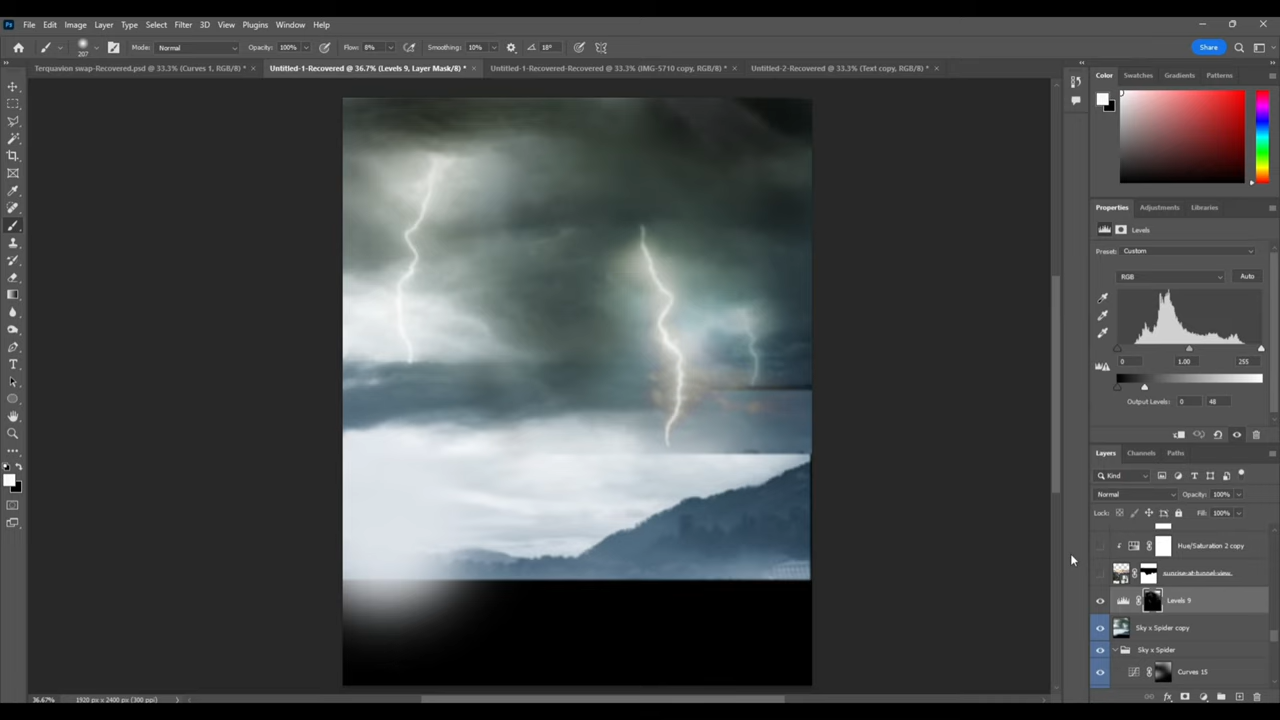 File Edit Image Layer Type Select Filter 3D View Plugins Window Help
Mode: Normal Opacity: 100% Flow: 8% Smoothing: 10% 18° Share
207
Terquavion swap-Recovered.psd @ 33.3% (Curves 1, RGB/8) * Untitled-1-Recovered @ 36.7% (Levels 9, Layer Mask/8) * Untitled-1-Recovered-Recovered @ 33.3% (IMG-5710 copy, RGB/8) * Untitled-2-Recovered @ 33.3% (Text copy, RGB/8) *
Color Swatches Gradients Patterns
Properties Adjustments Libraries
Levels
Preset: Custom
RGB Auto
0 1.00 255
Output Levels: 0 48
Layers Channels Paths
Kind
Normal Opacity: 100%
Lock: Fill: 100%
Hue/Saturation 2 copy
sunrise-at-tunnel-view
Levels 9
Sky x Spider copy
Sky x Spider
Curves 15
36.67% 1920 px x 2400 px (300 ppi)